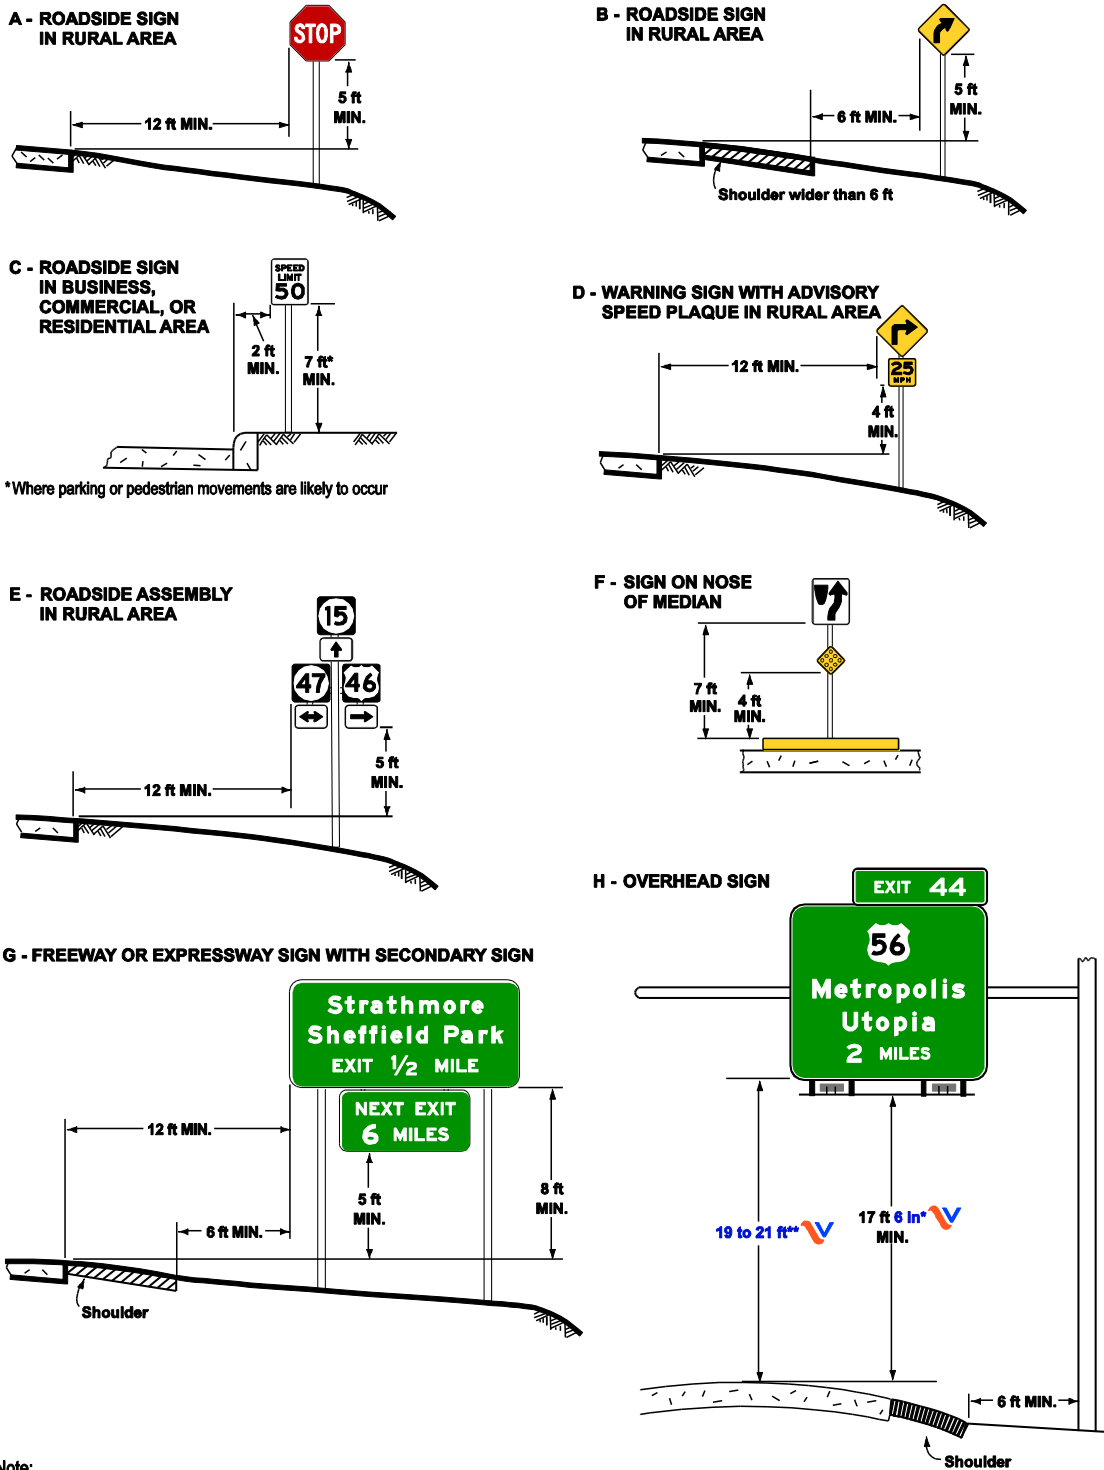 A - ROADSIDE SIGN
IN RURAL AREA
STOP
5 ft
MIN.
12 ft MIN.
B - ROADSIDE SIGN
IN RURAL AREA
5 ft
MIN.
6 ft MIN.
Shoulder wider than 6 ft
C - ROADSIDE SIGN
IN BUSINESS,
COMMERCIAL, OR
RESIDENTIAL AREA
SPEED
LIMIT
50
2 ft
MIN.
7 ft*
MIN.
*Where parking or pedestrian movements are likely to occur
D - WARNING SIGN WITH ADVISORY
SPEED PLAQUE IN RURAL AREA
12 ft MIN.
25
MPH
4 ft
MIN.
E - ROADSIDE ASSEMBLY
IN RURAL AREA
15
47
46
5 ft
MIN.
12 ft MIN.
F - SIGN ON NOSE
OF MEDIAN
7 ft
MIN.
4 ft
MIN.
G - FREEWAY OR EXPRESSWAY SIGN WITH SECONDARY SIGN
Strathmore
Sheffield Park
EXIT 1/2 MILE
NEXT EXIT
6 MILES
12 ft MIN.
6 ft MIN.
5 ft
MIN.
8 ft
MIN.
Shoulder
H - OVERHEAD SIGN
EXIT 44
56
Metropolis
Utopia
2 MILES
19 to 21 ft**
17 ft 6 in*
MIN.
6 ft MIN.
Shoulder
Note: